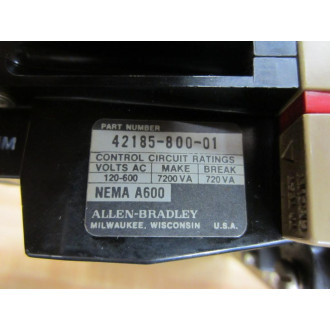 PART NUMBER
42185-800-01
CONTROL CIRCUIT RATINGS
VOLTS AC MAKE BREAK
120-600 7200 VA 720 VA
NEMA A600
ALLEN-BRADLEY
MILWAUKEE, WISCONSIN U.S.A.